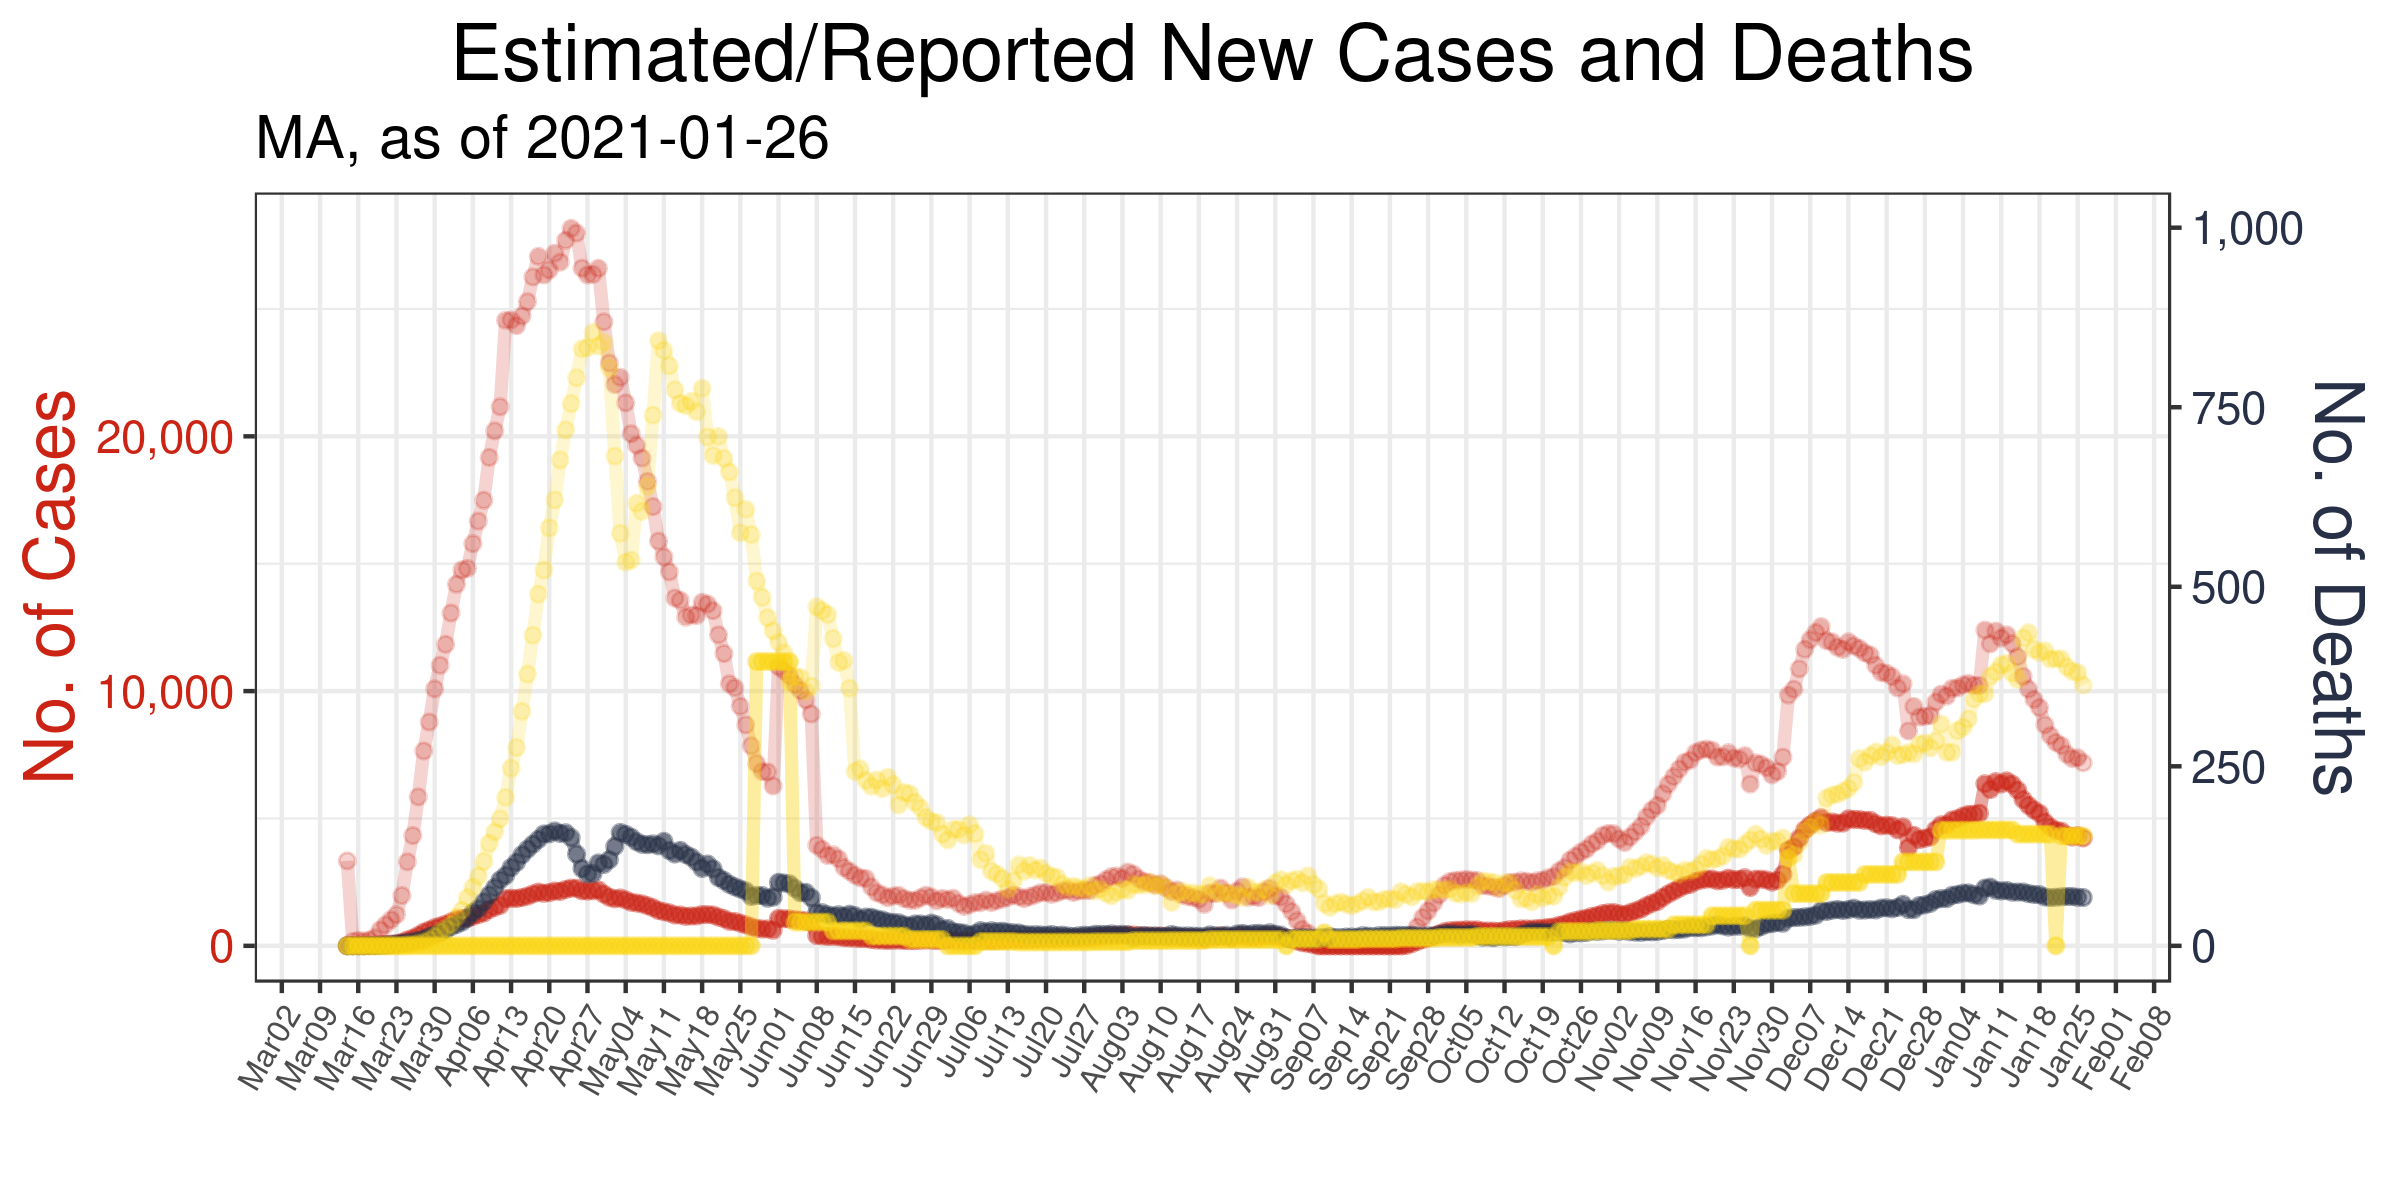 Estimated/Reported New Cases and Deaths
MA, as of 2021-01-26
No. of Cases
20,000
10,000
0
1,000
750
500
250
0
No. of Deaths
Mar02
Mar09
Mar16
Mar23
Mar30
Apr06
Apr13
Apr20
Apr27
May04
May11
May18
May25
Jun01
Jun08
Jun15
Jun22
Jun29
Jul06
Jul13
Jul20
Jul27
Aug03
Aug10
Aug17
Aug24
Aug31
Sep07
Sep14
Sep21
Sep28
Oct05
Oct12
Oct19
Oct26
Nov02
Nov09
Nov16
Nov23
Nov30
Dec07
Dec14
Dec21
Dec28
Jan04
Jan11
Jan18
Jan25
Feb01
Feb08